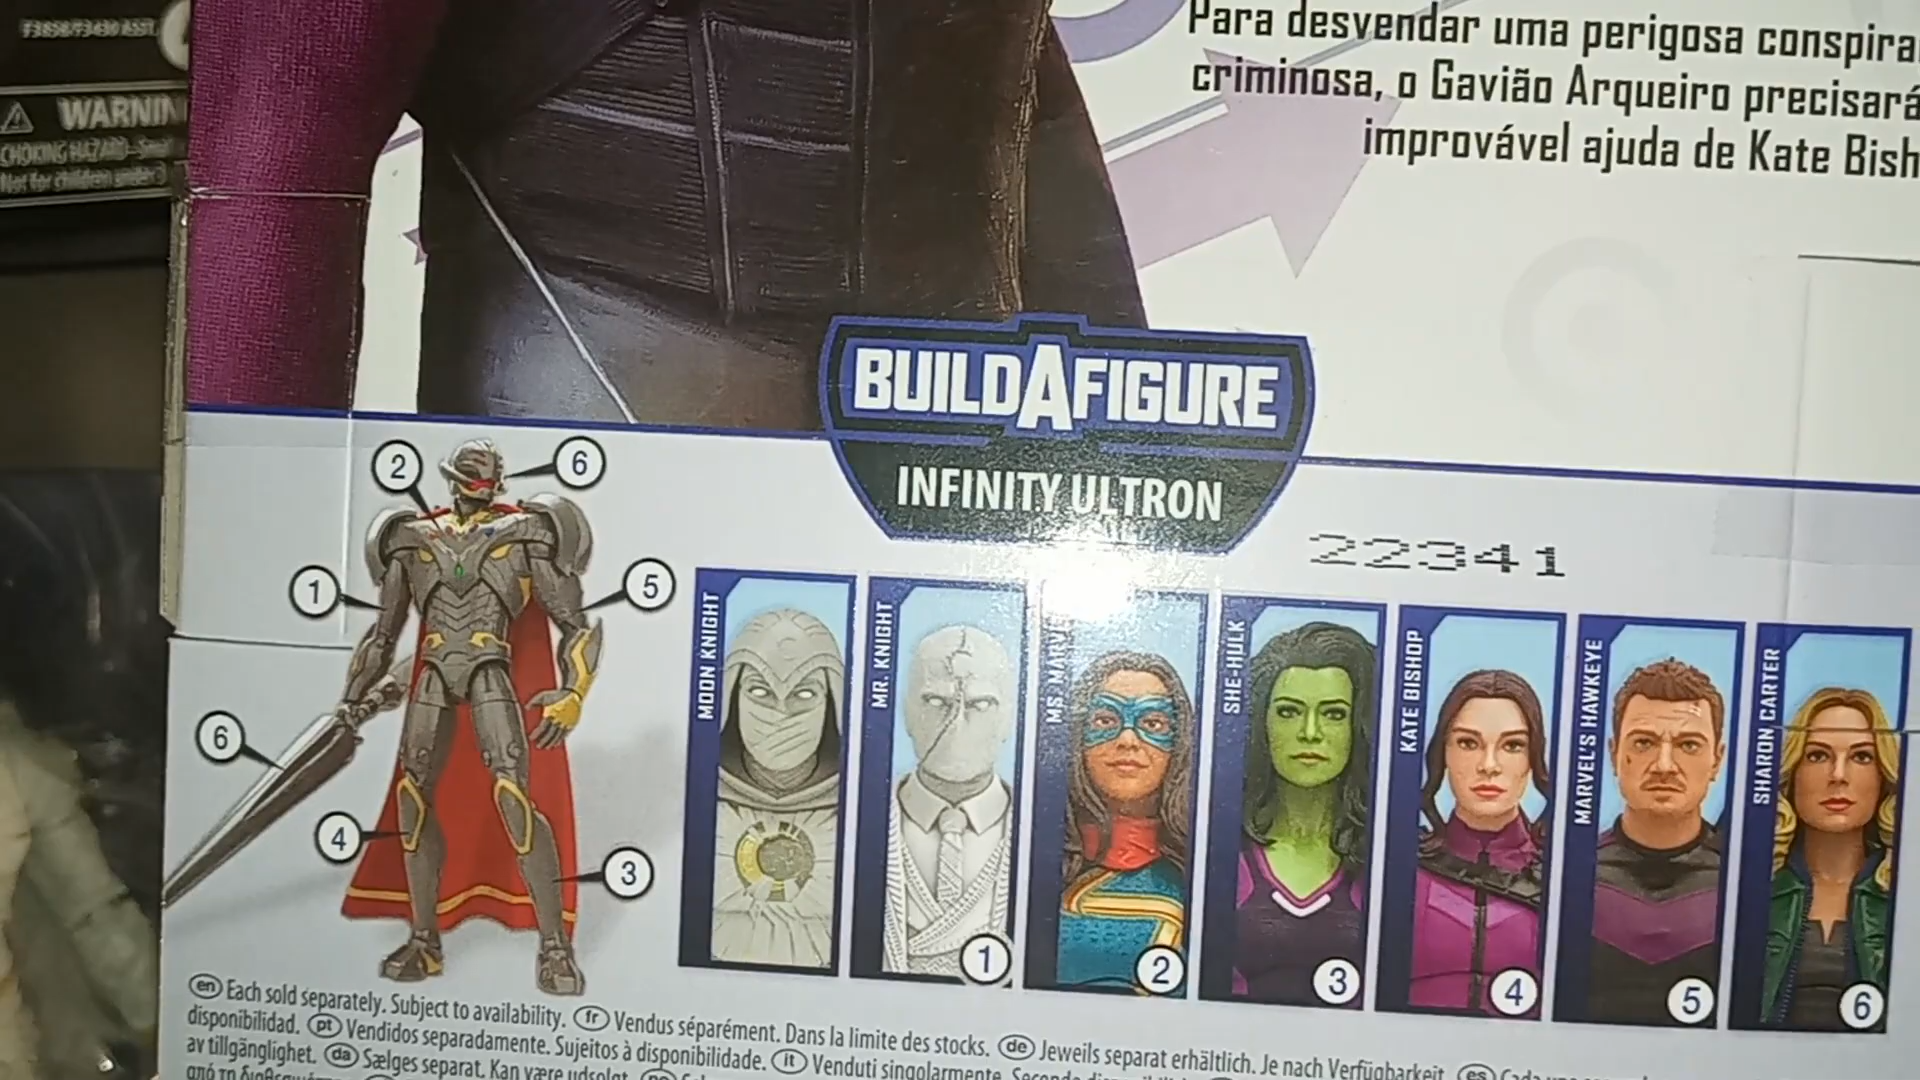 WARNIN
CHOKING HAZARD-Small
Not for children under 3
Para desvendar uma perigosa conspira
criminosa, o Gavião Arqueiro precisará
improvável ajuda de Kate Bish
BUILDAFIGURE
INFINITY ULTRON
22341
2
6
1
5
6
4
3
MOON KNIGHT
MR. KNIGHT
1
MS. MARV
2
SHE-HULK
3
KATE BISHOP
4
MARVEL'S HAWKEYE
5
SHARON CARTER
6
en Each sold separately. Subject to availability. fr Vendus séparément. Dans la limite des stocks. de Jeweils separat erhältlich. Je nach Verfügbarkeit. es
disponibilidad. pt Vendidos separadamente. Sujeitos à disponibilidade. it Venduti singolarmente.
av tillgänglighet. da Sælges separat. Kan være udsolgt.
από τη